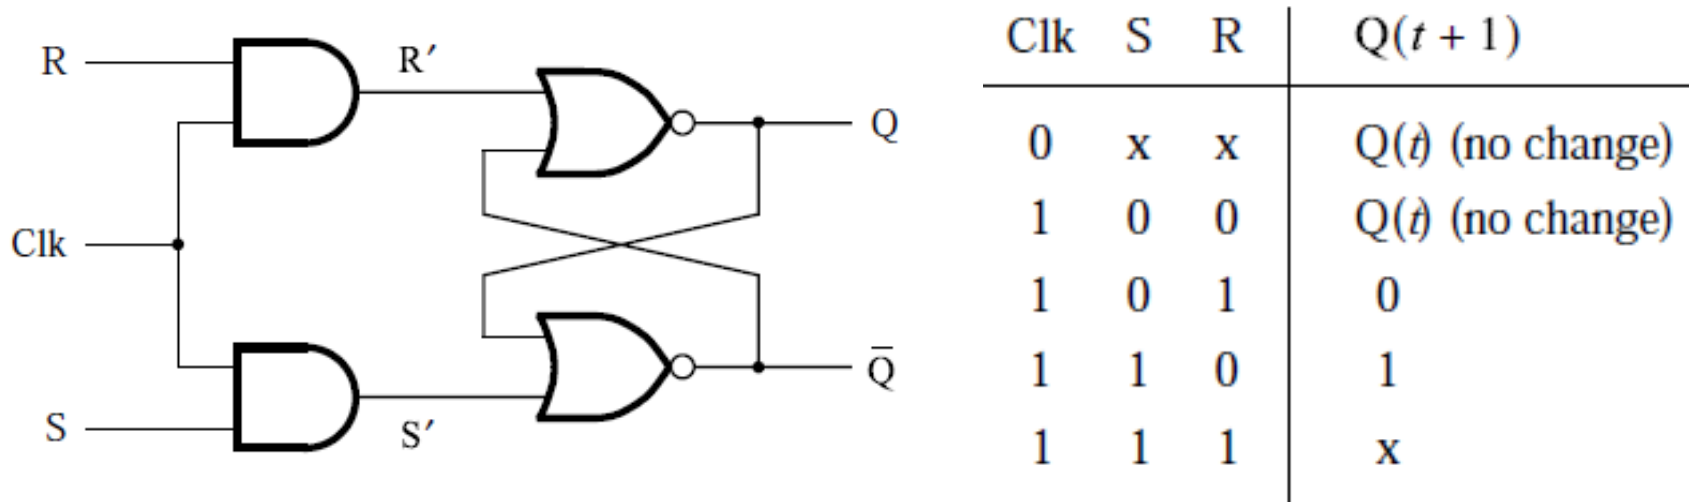 R
R′
Q
Clk
Q̅
S
S′
Clk S R Q(t + 1)
0 x x Q(t) (no change)
1 0 0 Q(t) (no change)
1 0 1 0
1 1 0 1
1 1 1 x